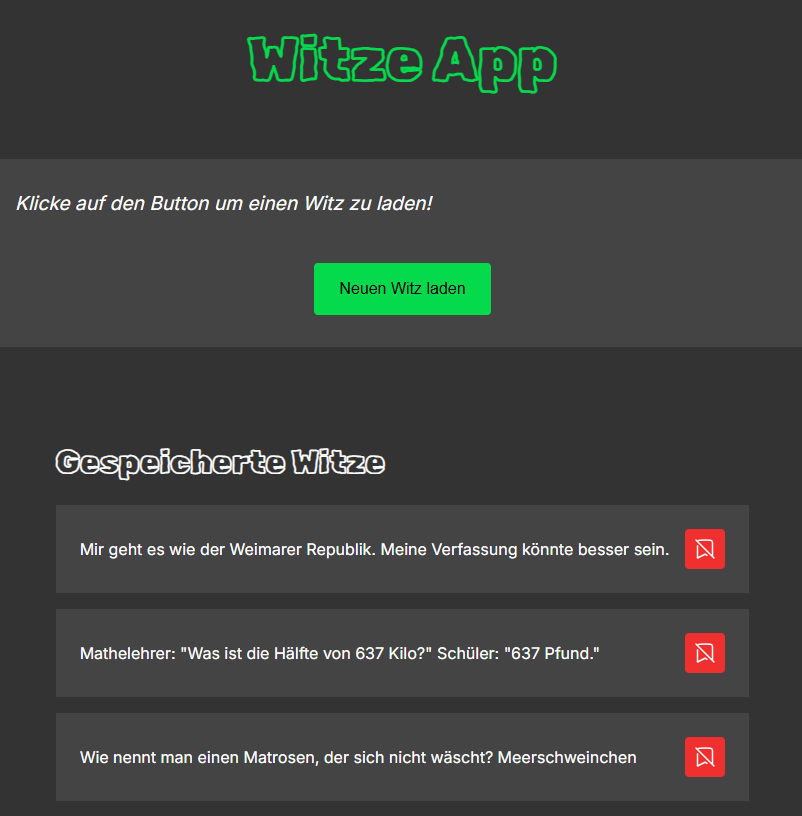 Witze App
Klicke auf den Button um einen Witz zu laden!
Neuen Witz laden
Gespeicherte Witze
Mir geht es wie der Weimarer Republik. Meine Verfassung könnte besser sein.
Mathelehrer: "Was ist die Hälfte von 637 Kilo?" Schüler: "637 Pfund."
Wie nennt man einen Matrosen, der sich nicht wäscht? Meerschweinchen